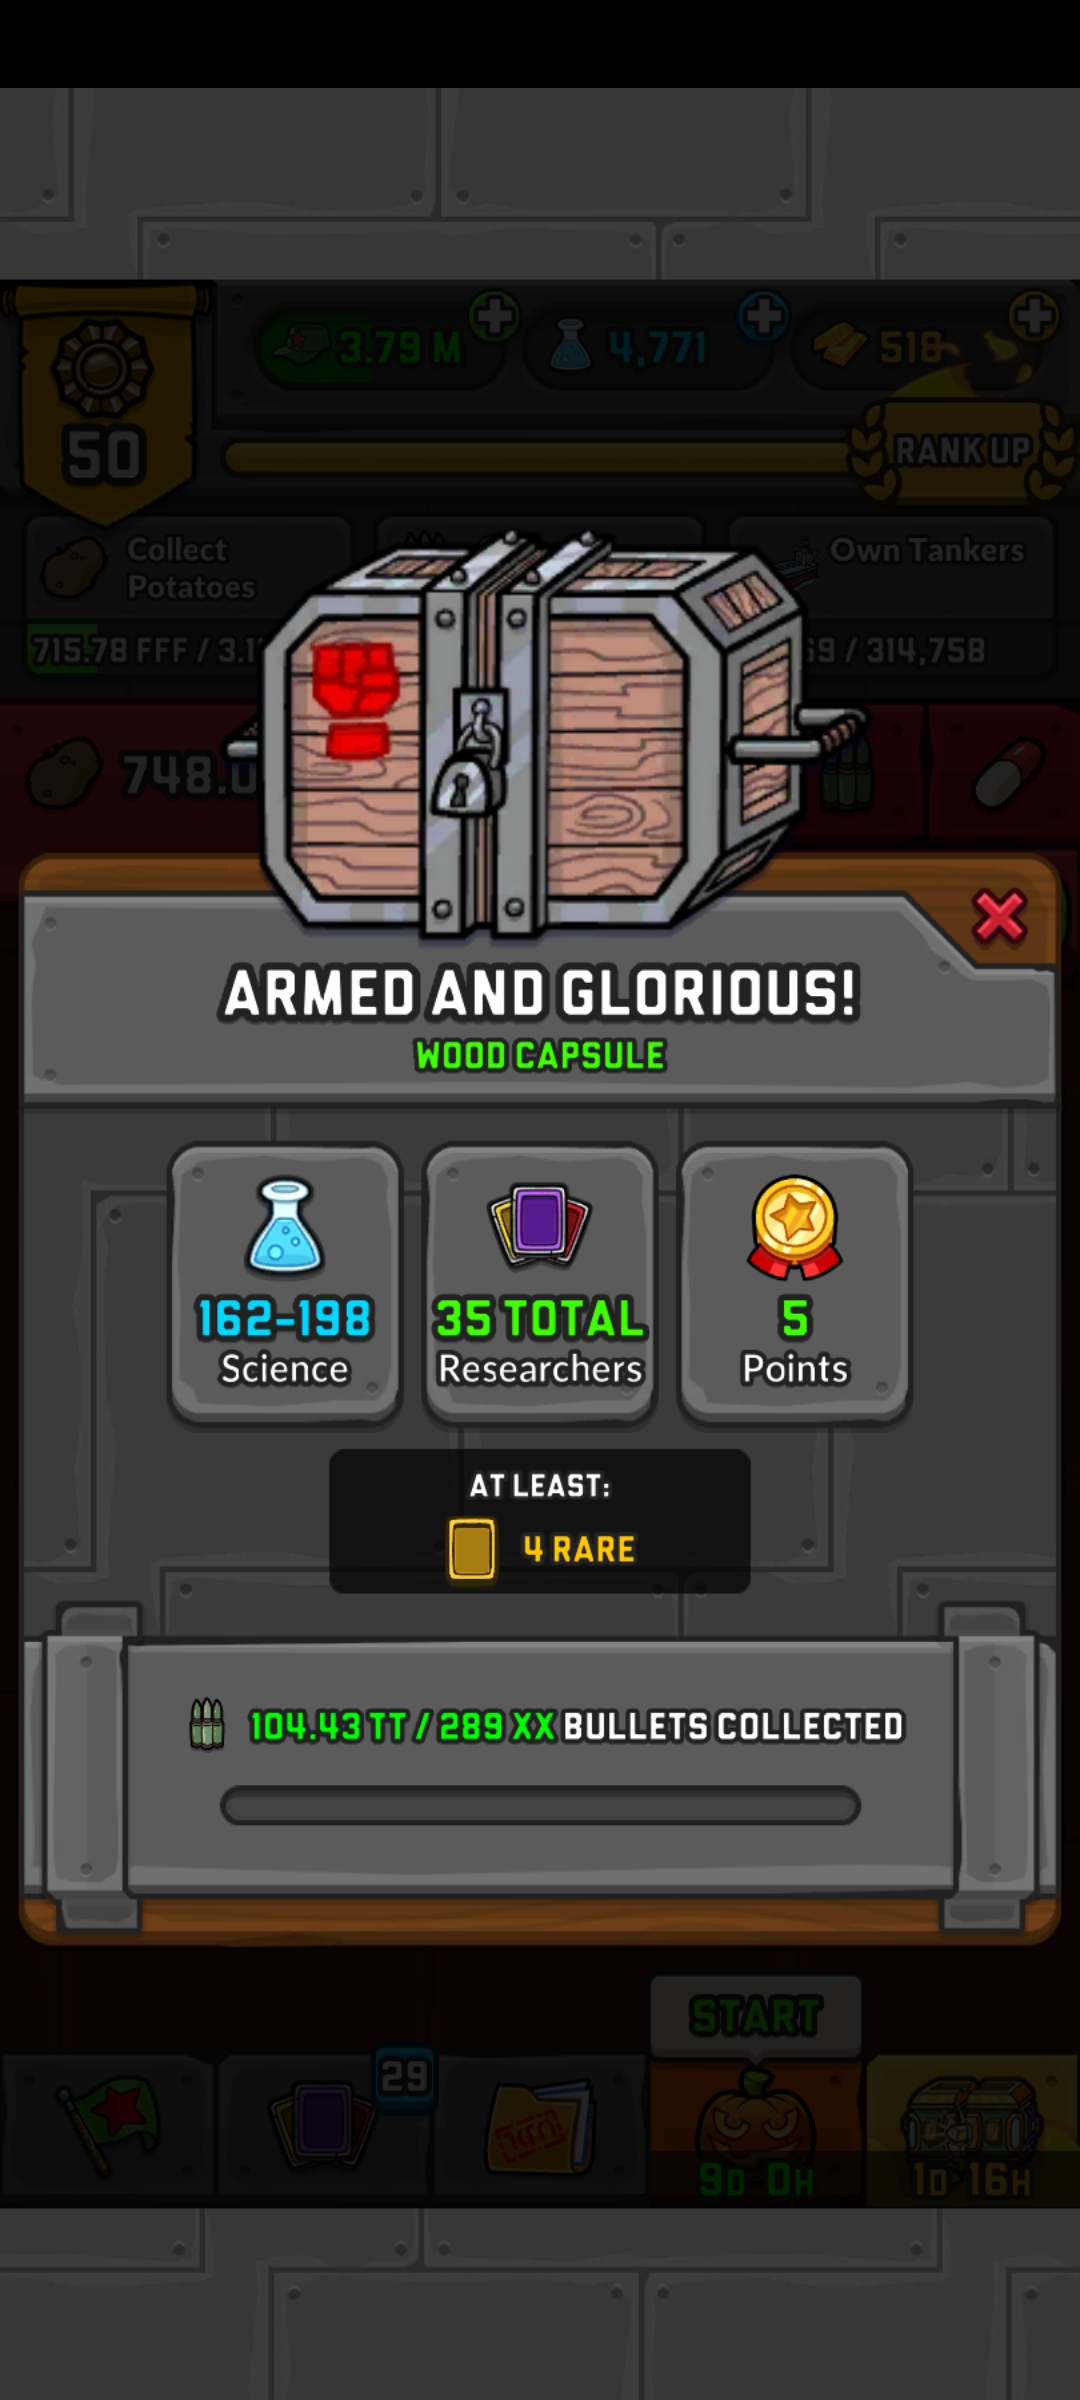 3.79 M
4,771
518
50
RANK UP
Collect
Potatoes
Own Tankers
715.78 FFF / 3.1
69 / 314,758
748.0
ARMED AND GLORIOUS!
WOOD CAPSULE
162-198
Science
35 TOTAL
Researchers
5
Points
AT LEAST:
4 RARE
104.43 TT / 289 XX BULLETS COLLECTED
START
29
9D 0H
1D 16H